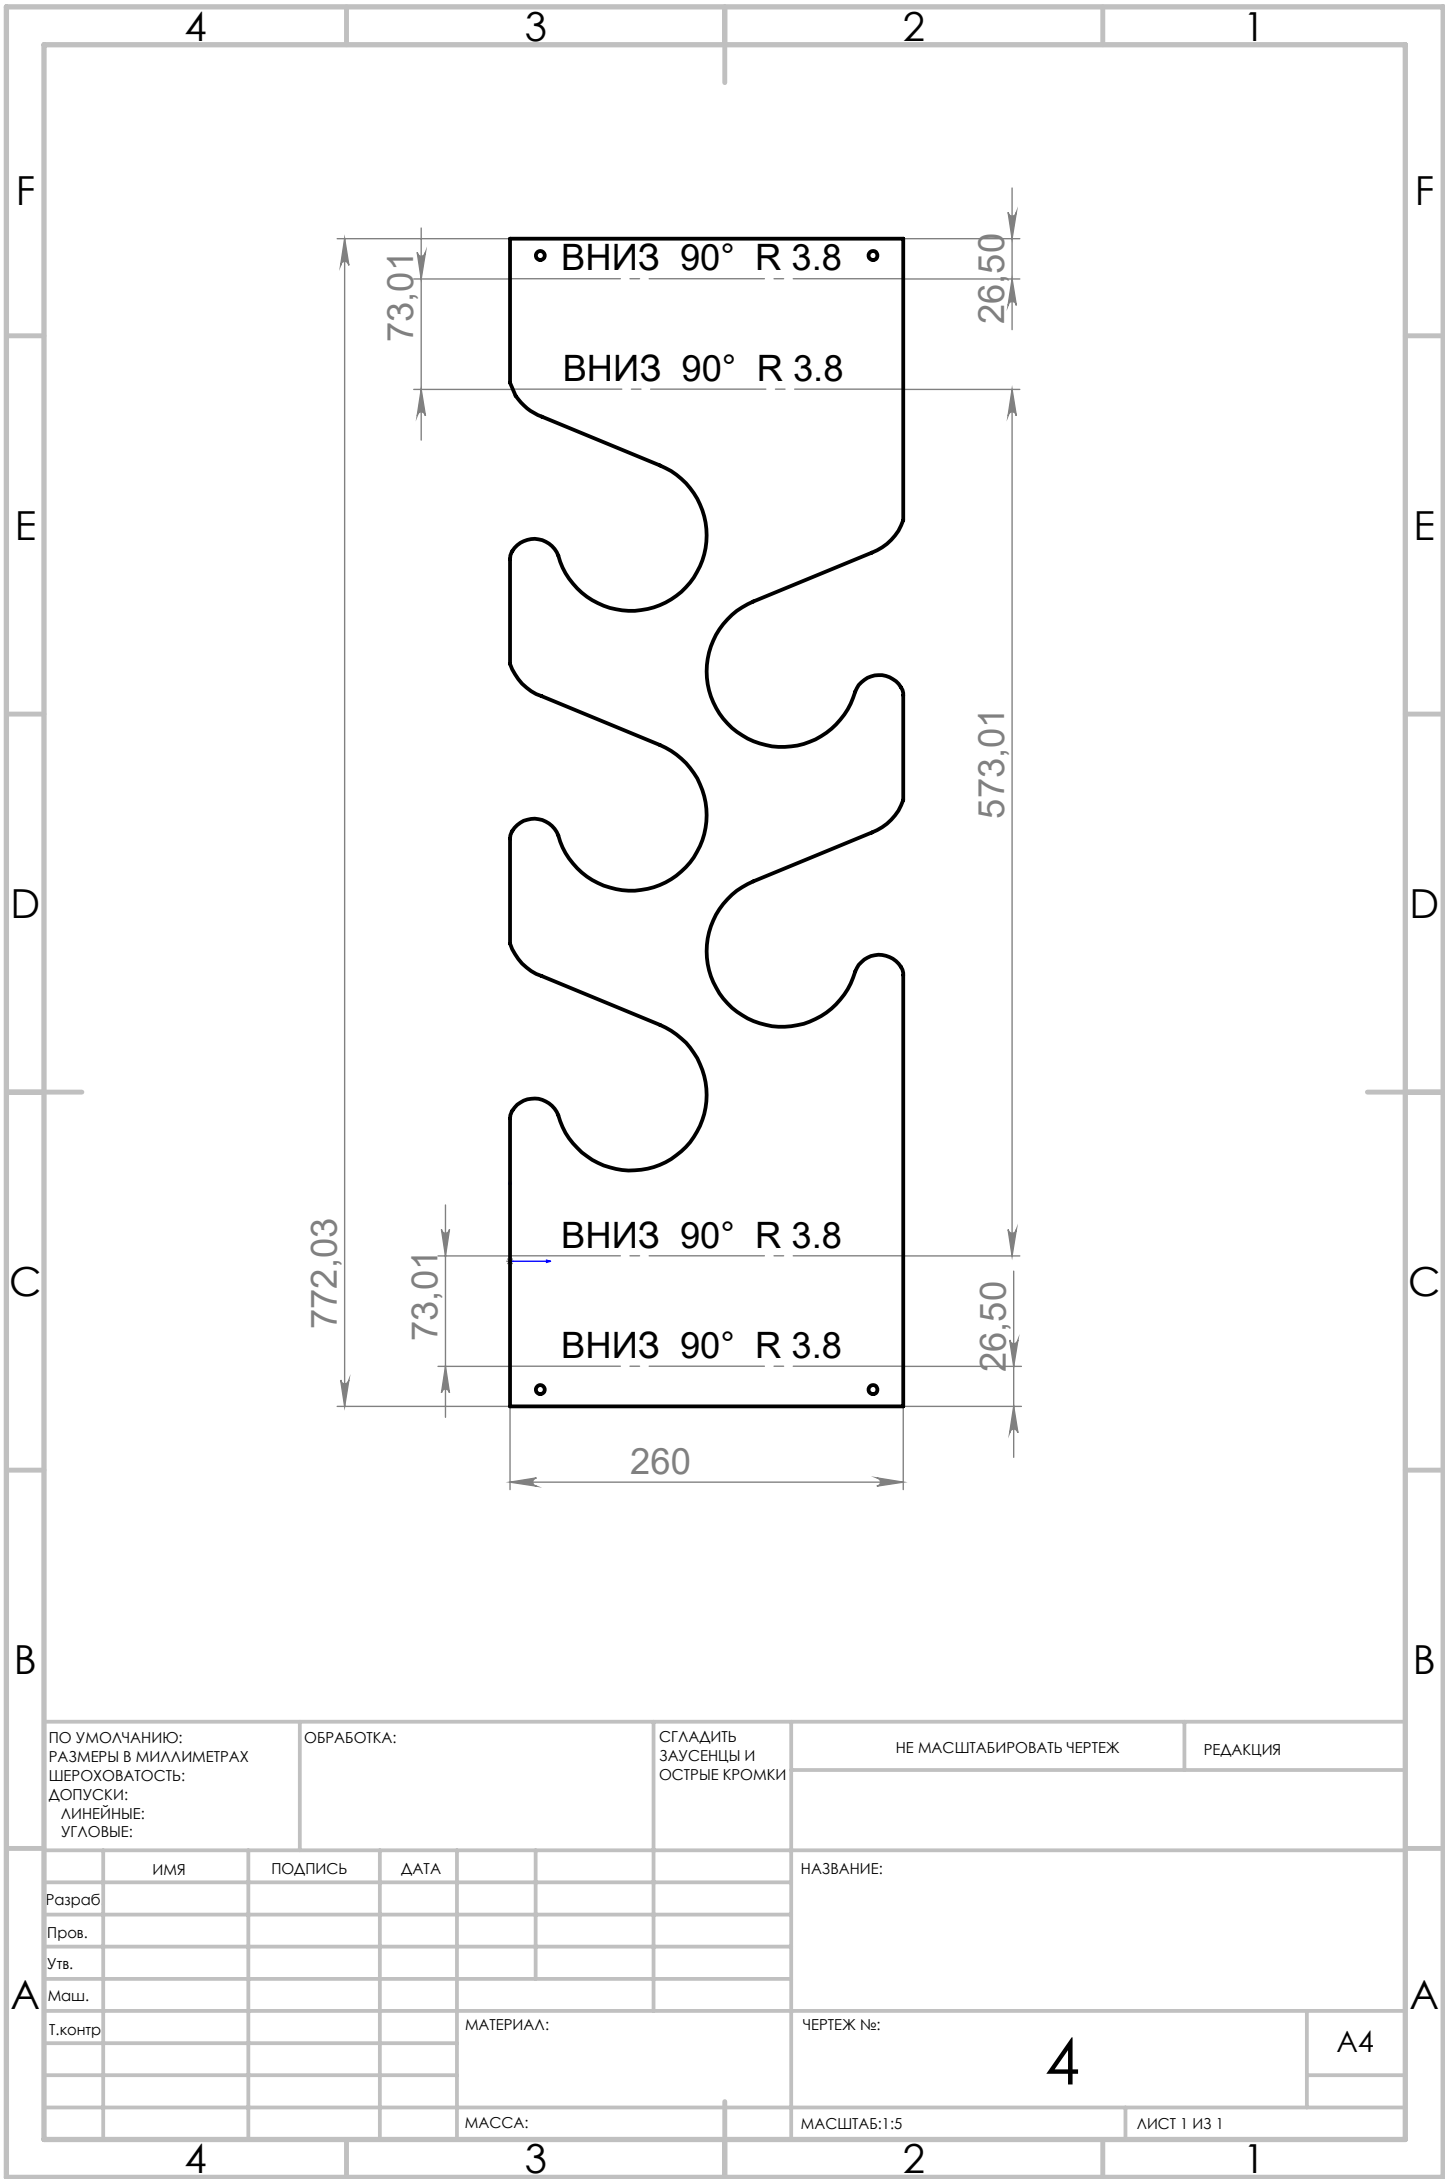 4 3 2 1
F F
ВНИЗ 90° R 3.8
26,50
73,01
ВНИЗ 90° R 3.8
E E
573,01
D D
ВНИЗ 90° R 3.8
772,03
73,01
C C
26,50
ВНИЗ 90° R 3.8
260
B B
ПО УМОЛЧАНИЮ:
РАЗМЕРЫ В МИЛЛИМЕТРАХ
ШЕРОХОВАТОСТЬ:
ДОПУСКИ:
ЛИНЕЙНЫЕ:
УГЛОВЫЕ:
ОБРАБОТКА:
СГЛАДИТЬ
ЗАУСЕНЦЫ И
ОСТРЫЕ КРОМКИ
НЕ МАСШТАБИРОВАТЬ ЧЕРТЕЖ
РЕДАКЦИЯ
ИМЯ ПОДПИСЬ ДАТА
НАЗВАНИЕ:
Разраб
Пров.
Утв.
A A
Маш.
Т.контр
МАТЕРИАЛ:
ЧЕРТЕЖ №:
4
A4
МАССА:
МАСШТАБ:1:5
ЛИСТ 1 ИЗ 1
4 3 2 1